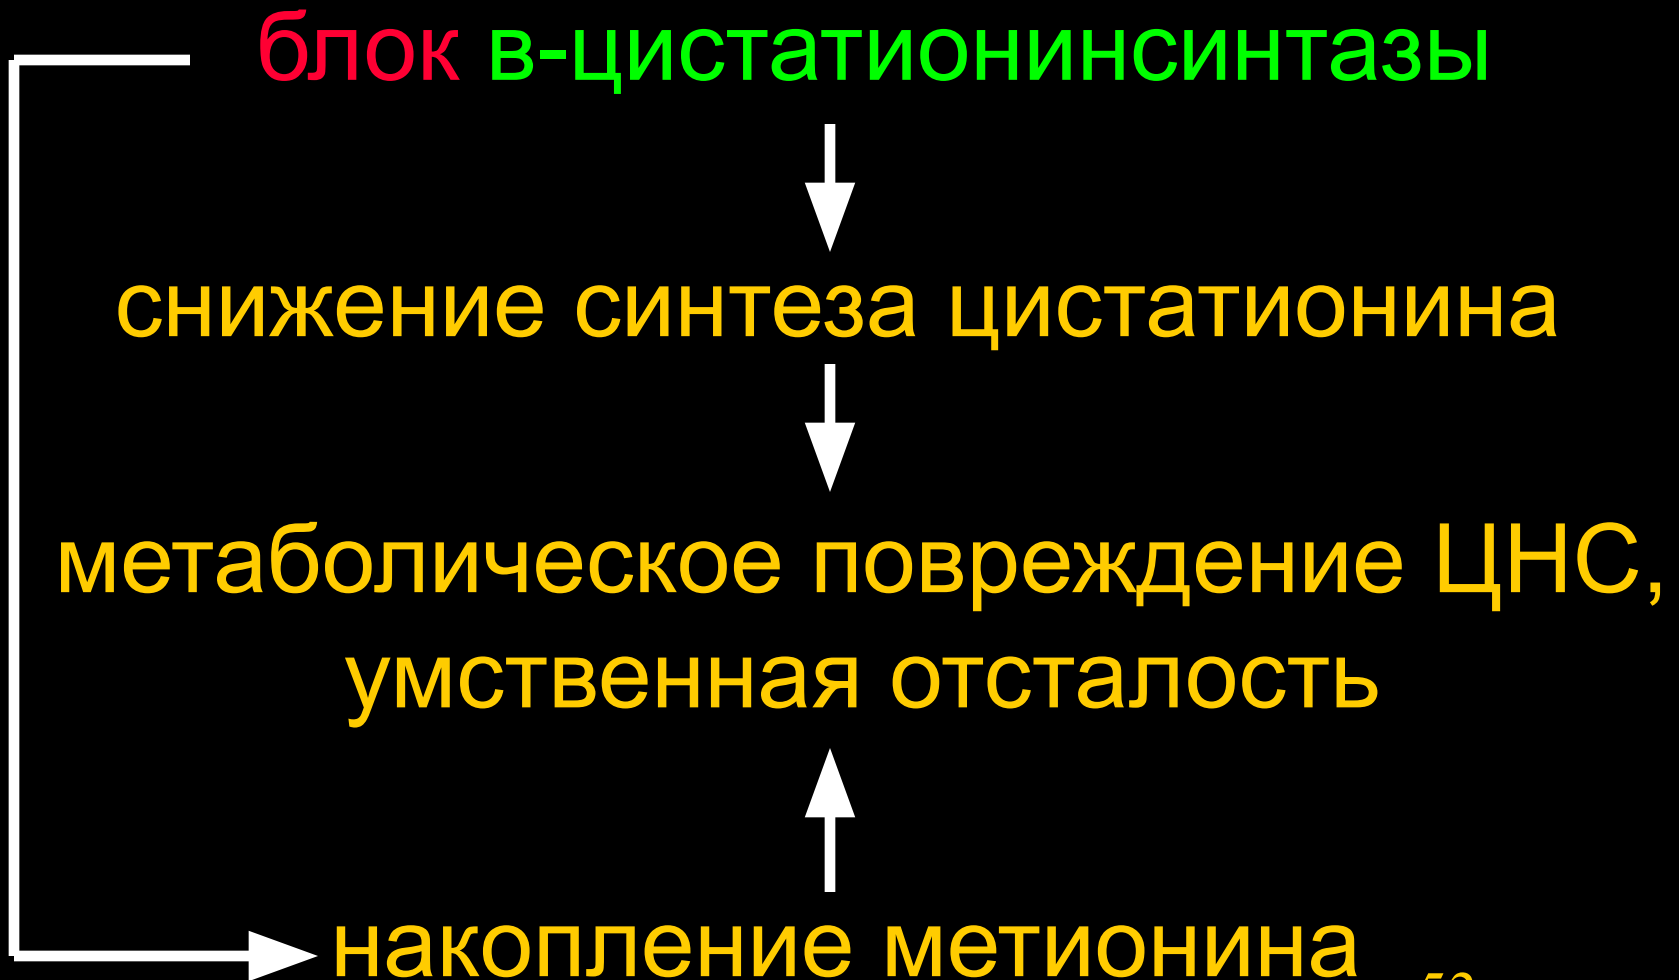 блок в-цистатионинсинтазы
снижение синтеза цистатионина
метаболическое повреждение ЦНС,
умственная отсталость
накопление метионина